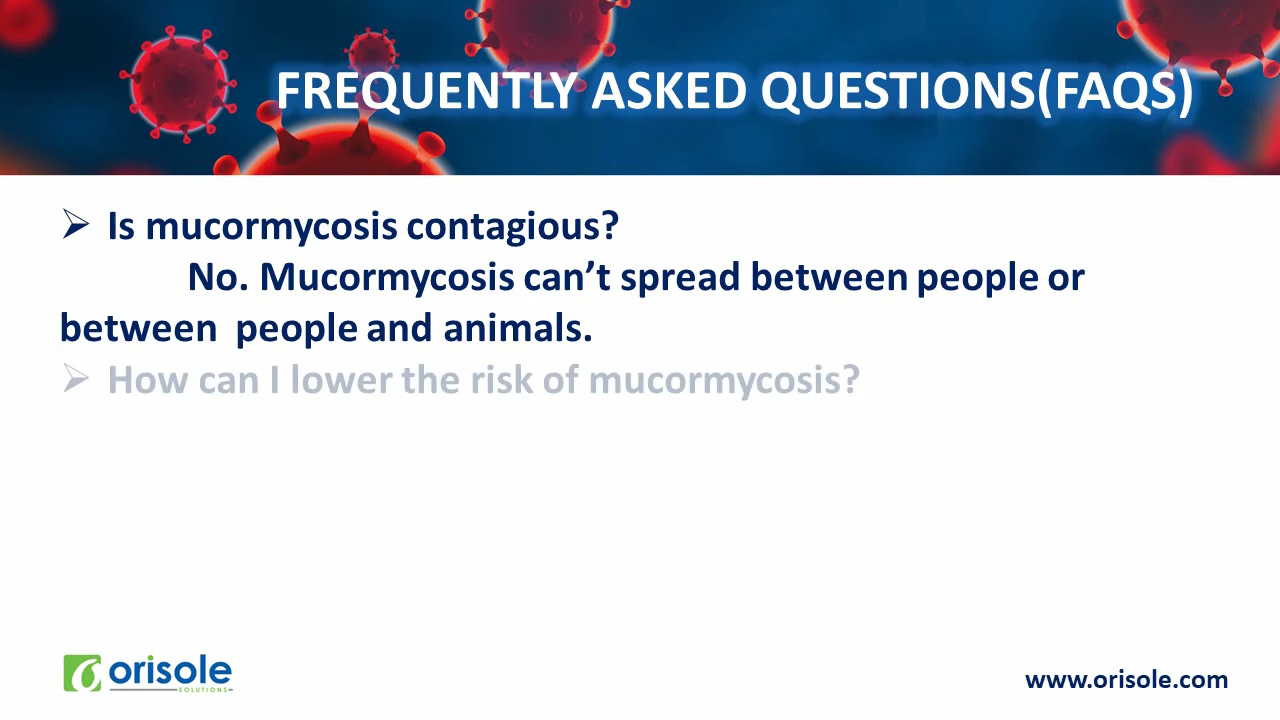 FREQUENTLY ASKED QUESTIONS(FAQS)
➢ Is mucormycosis contagious?
No. Mucormycosis can’t spread between people or
between people and animals.
➢ How can I lower the risk of mucormycosis?
orisole
SOLUTIONS
www.orisole.com